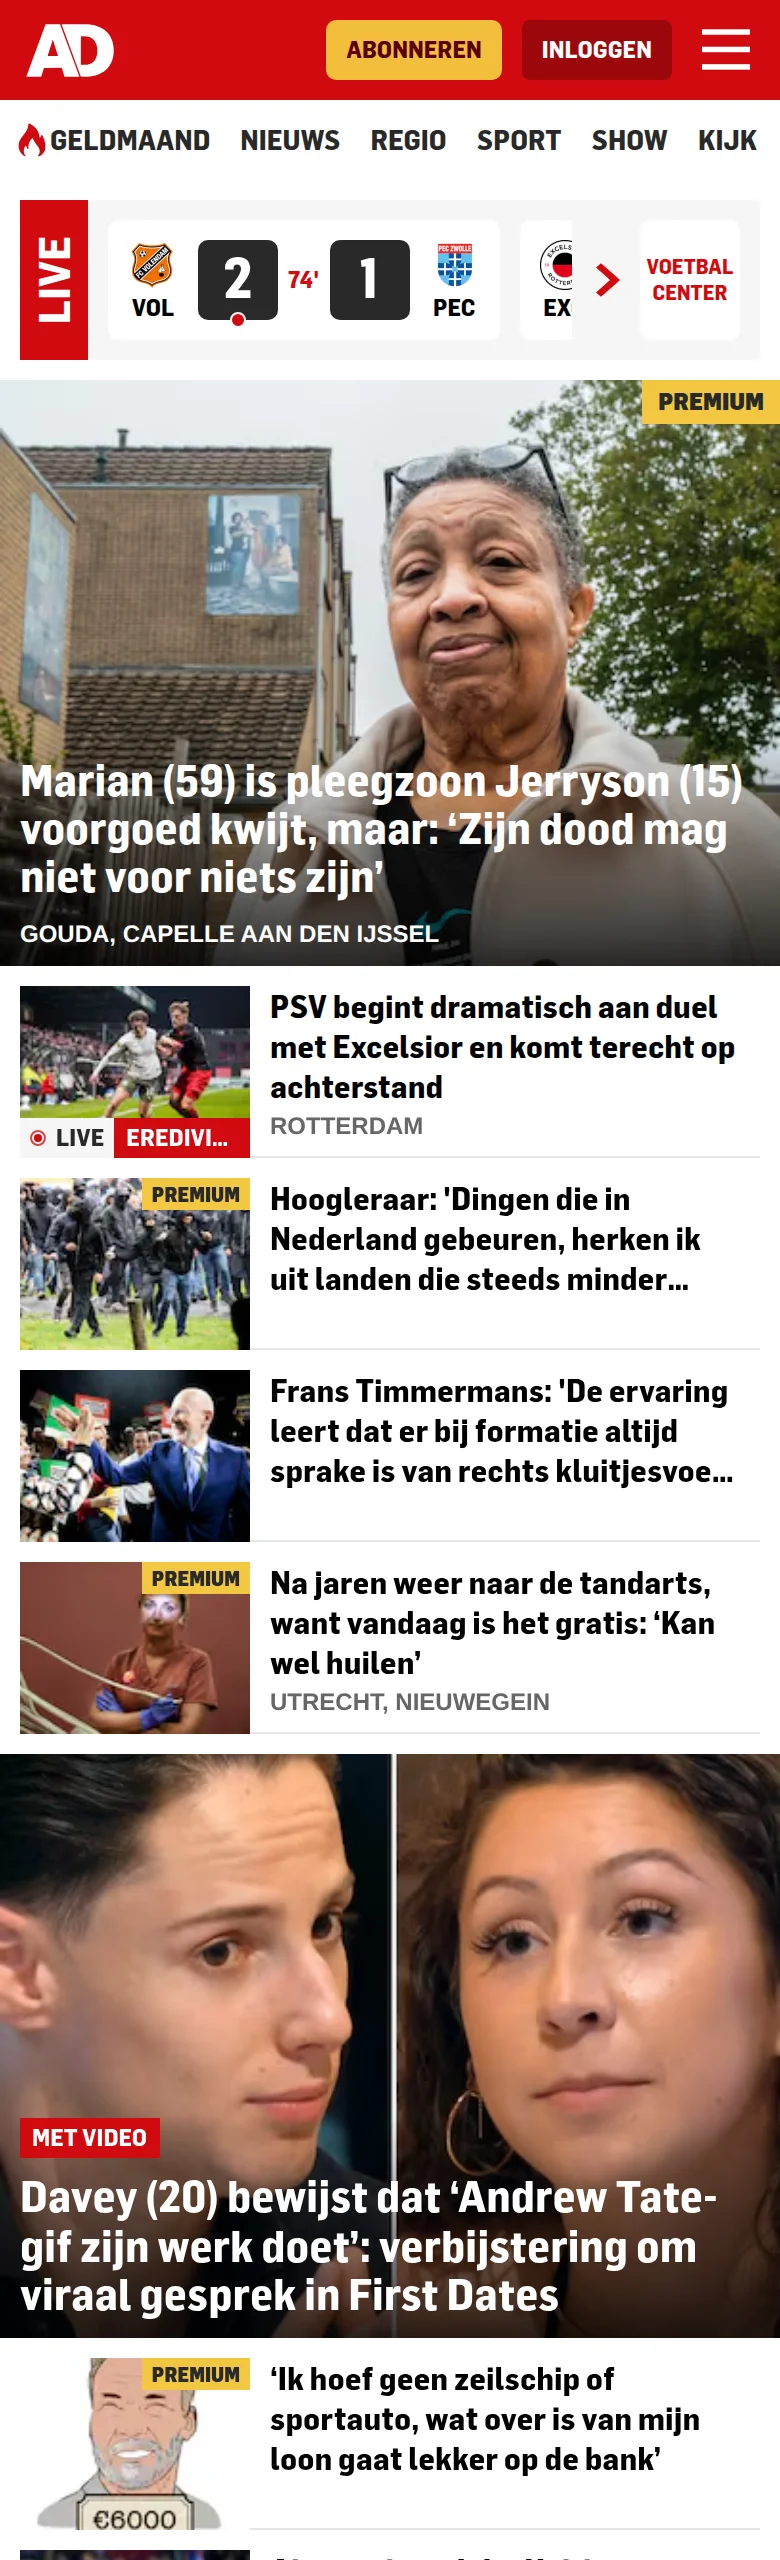 AD
ABONNEREN
INLOGGEN
GELDMAAND
NIEUWS
REGIO
SPORT
SHOW
KIJK
LIVE
FC VOLENDAM
VOL
2
74'
1
PEC ZWOLLE
PEC
EX
VOETBAL
CENTER
PREMIUM
Marian (59) is pleegzoon Jerryson (15)
voorgoed kwijt, maar: ‘Zijn dood mag
niet voor niets zijn’
GOUDA, CAPELLE AAN DEN IJSSEL
PSV begint dramatisch aan duel
met Excelsior en komt terecht op
achterstand
ROTTERDAM
LIVE
EREDIVI...
PREMIUM
Hoogleraar: 'Dingen die in
Nederland gebeuren, herken ik
uit landen die steeds minder...
Frans Timmermans: 'De ervaring
leert dat er bij formatie altijd
sprake is van rechts kluitjesvoe...
PREMIUM
Na jaren weer naar de tandarts,
want vandaag is het gratis: ‘Kan
wel huilen’
UTRECHT, NIEUWEGEIN
MET VIDEO
Davey (20) bewijst dat ‘Andrew Tate-
gif zijn werk doet’: verbijstering om
viraal gesprek in First Dates
PREMIUM
‘Ik hoef geen zeilschip of
sportauto, wat over is van mijn
loon gaat lekker op de bank’
€6000